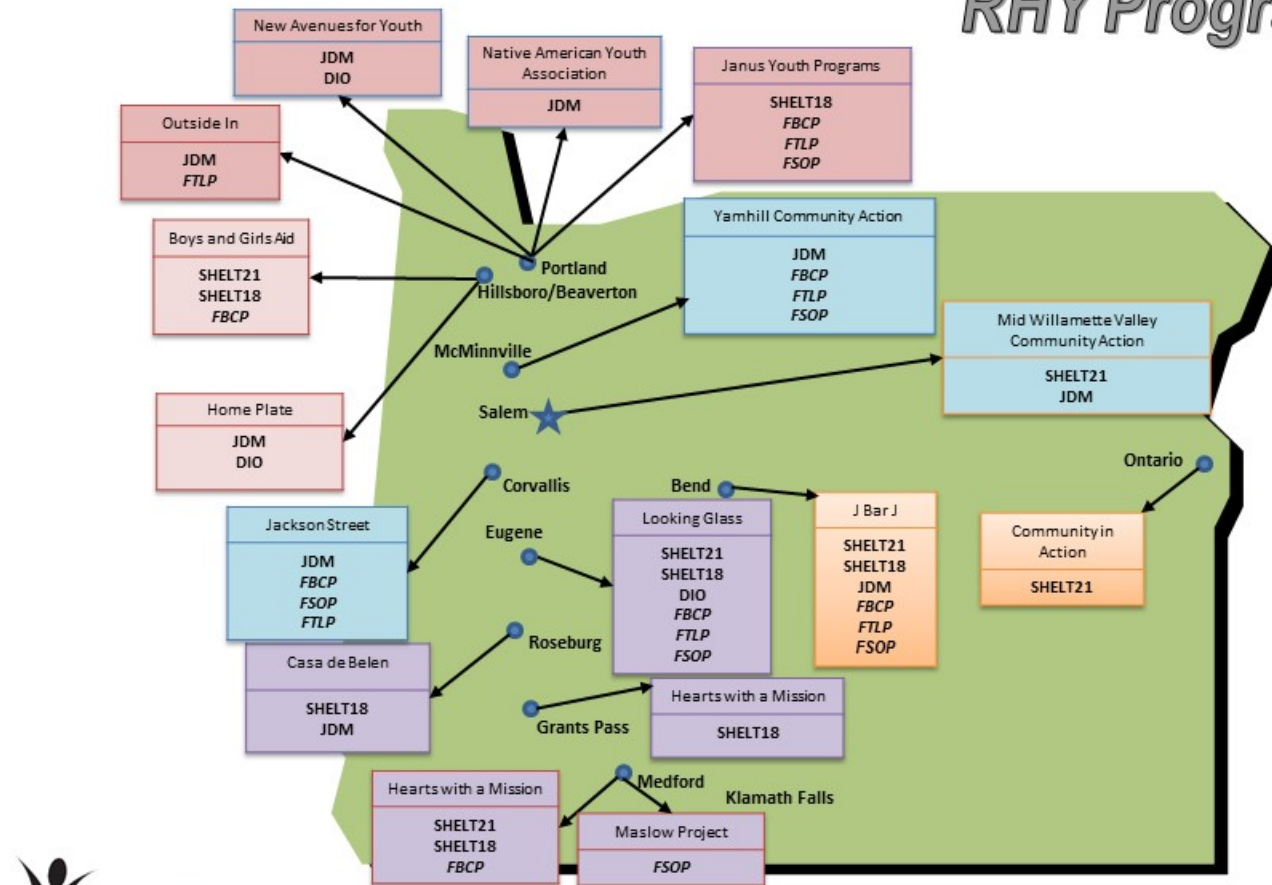 RHY Progr
New Avenues for Youth
JDM
DIO
Native American Youth
Association
JDM
Janus Youth Programs
SHELT18
FBCP
FTLP
FSOP
Outside In
JDM
FTLP
Yamhill Community Action
JDM
FBCP
FTLP
FSOP
Boys and Girls Aid
SHELT21
SHELT18
FBCP
Portland
Hillsboro/Beaverton
Mid Willamette Valley
Community Action
SHELT21
JDM
McMinnville
Salem
Home Plate
JDM
DIO
Corvallis
Bend
Ontario
Jackson Street
JDM
FBCP
FSOP
FTLP
Eugene
Looking Glass
SHELT21
SHELT18
DIO
FBCP
FTLP
FSOP
J Bar J
SHELT21
SHELT18
JDM
FBCP
FTLP
FSOP
Community in
Action
SHELT21
Roseburg
Casa de Belen
SHELT18
JDM
Grants Pass
Hearts with a Mission
SHELT18
Medford
Klamath Falls
Hearts with a Mission
SHELT21
SHELT18
FBCP
Maslow Project
FSOP